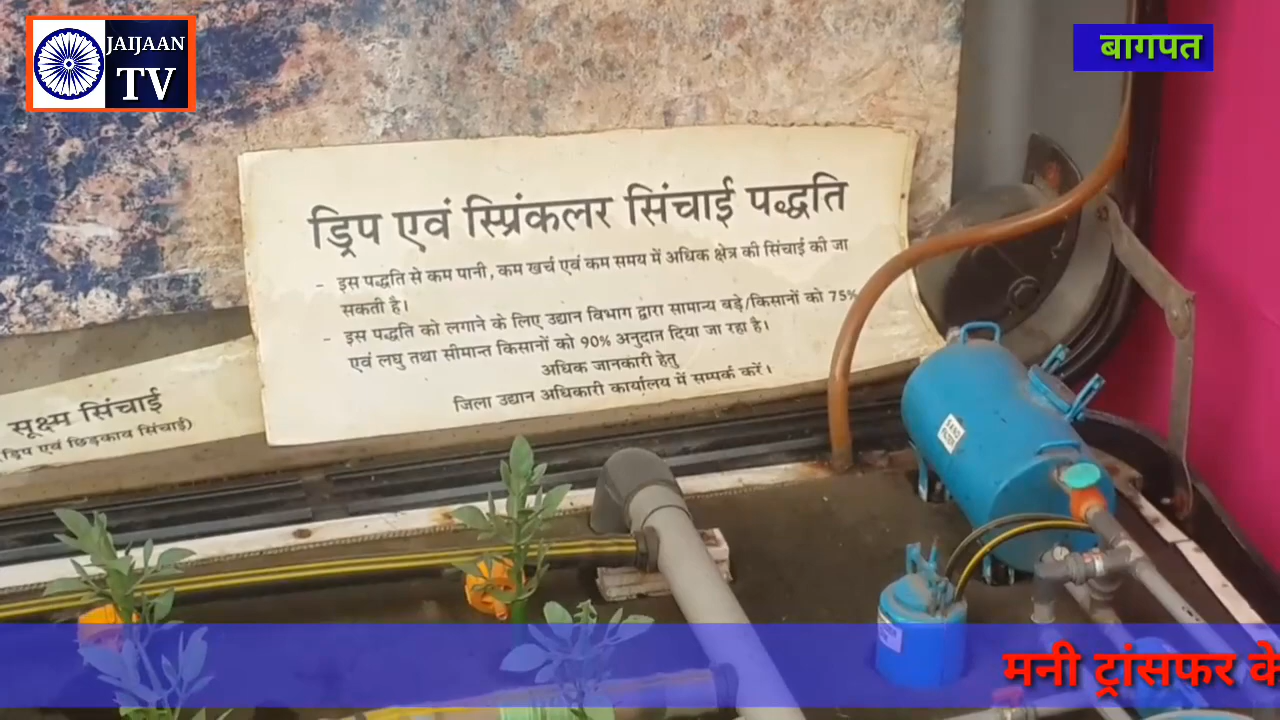 JAIJAAN
TV
बागपत
ड्रिप एवं स्प्रिंकलर सिंचाई पद्धति
- इस पद्धति से कम पानी, कम खर्च एवं कम समय में अधिक क्षेत्र की सिंचाई की जा
सकती है।
- इस पद्धति को लगाने के लिए उद्यान विभाग द्वारा सामान्य बड़े/किसानों को 75%
एवं लघु तथा सीमान्त किसानों को 90% अनुदान दिया जा रहा है।
अधिक जानकारी हेतु
जिला उद्यान अधिकारी कार्यालय में सम्पर्क करें।
सूक्ष्म सिंचाई
(ड्रिप एवं छिड़काव सिंचाई)
SAND
मनी ट्रांसफर के